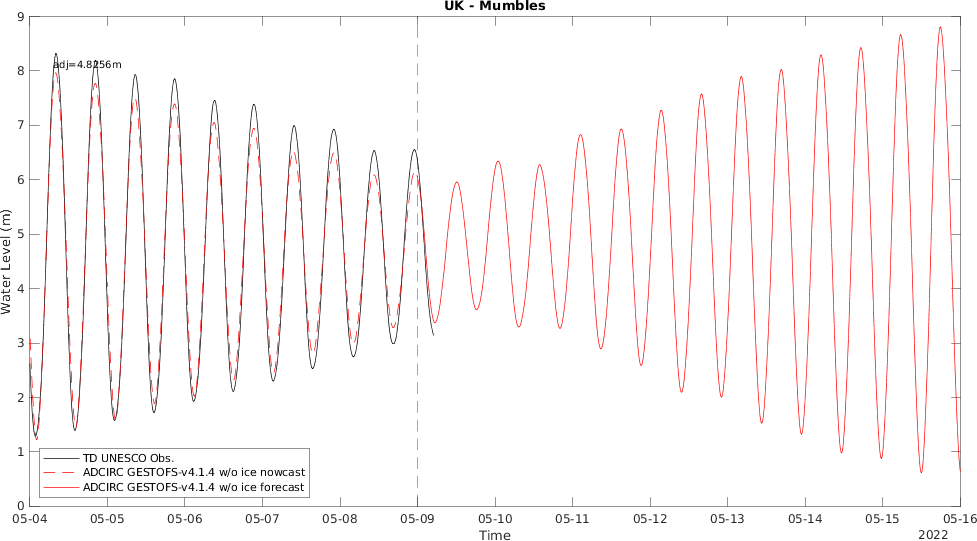 UK - Mumbles
9
8
7
6
5
4
3
2
1
0
Water Level (m)
adj=4.8256m
TD UNESCO Obs.
ADCIRC GESTOFS-v4.1.4 w/o ice nowcast
ADCIRC GESTOFS-v4.1.4 w/o ice forecast
05-04 05-05 05-06 05-07 05-08 05-09 05-10 05-11 05-12 05-13 05-14 05-15 05-16
Time
2022